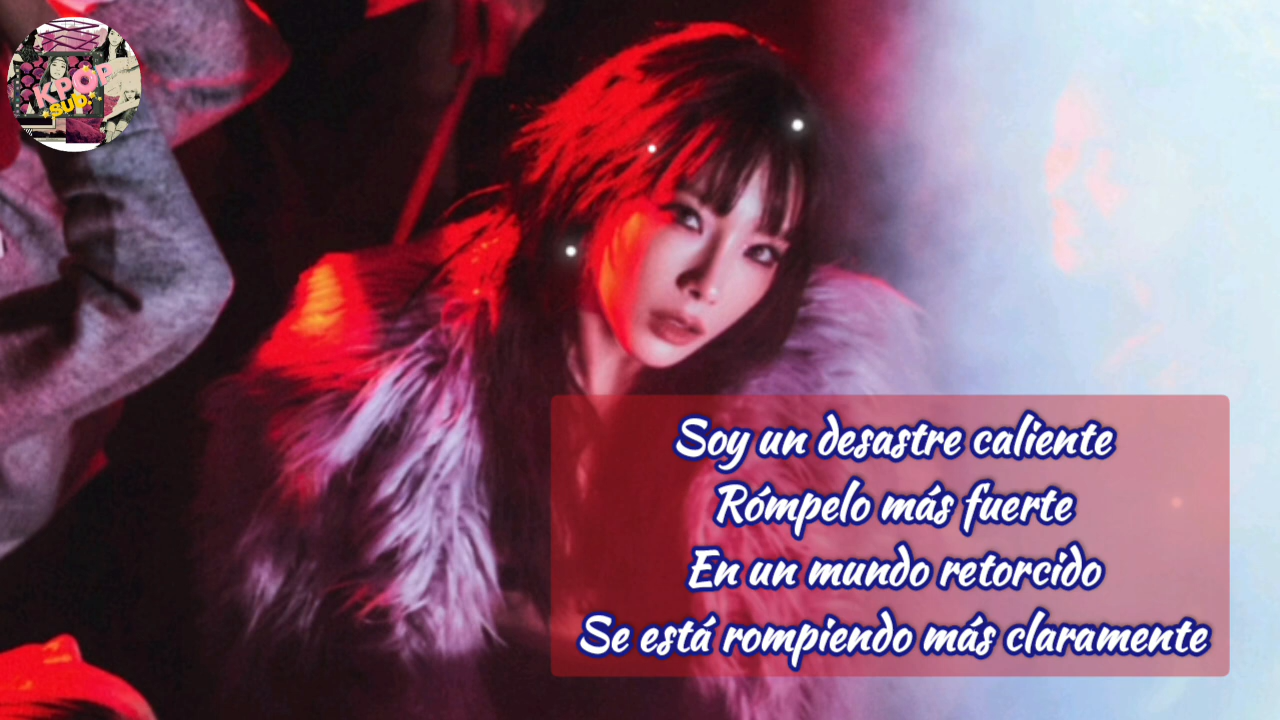 KPOP
SUB
Soy un desastre caliente
Rómpelo más fuerte
En un mundo retorcido
Se está rompiendo más claramente